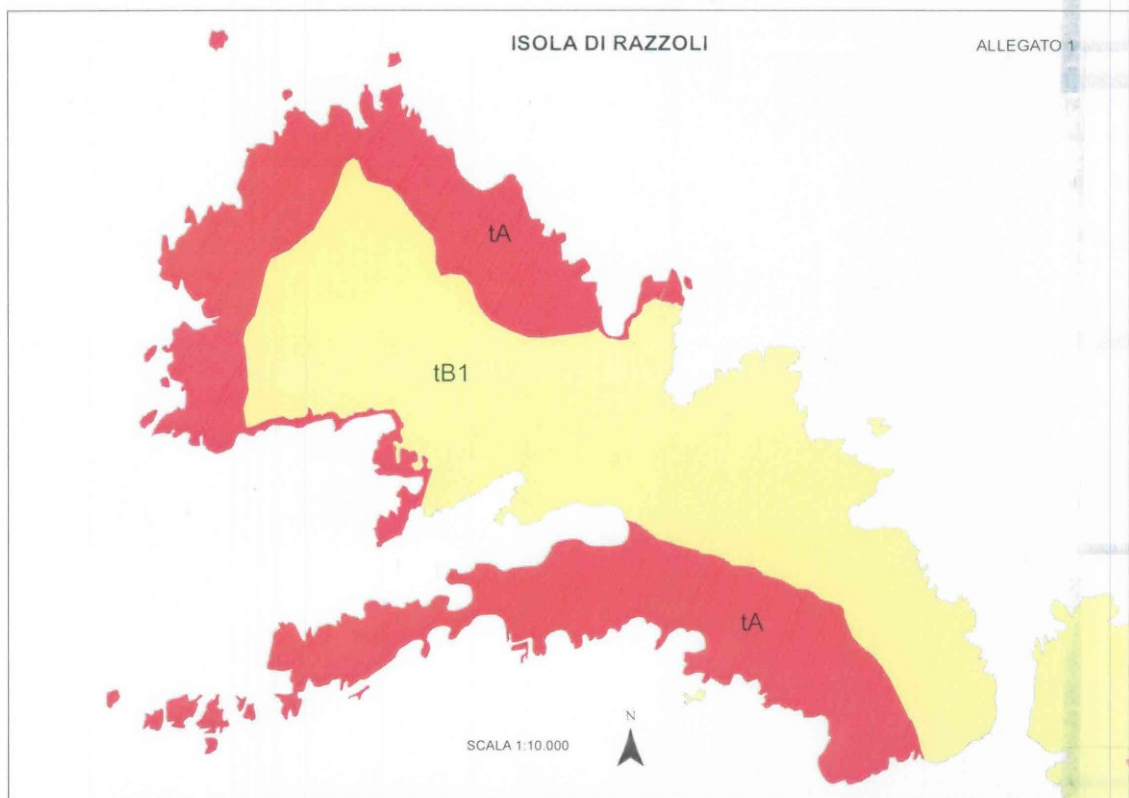 ISOLA DI RAZZOLI
ALLEGATO 1
tA
tB1
tA
N
SCALA 1:10.000